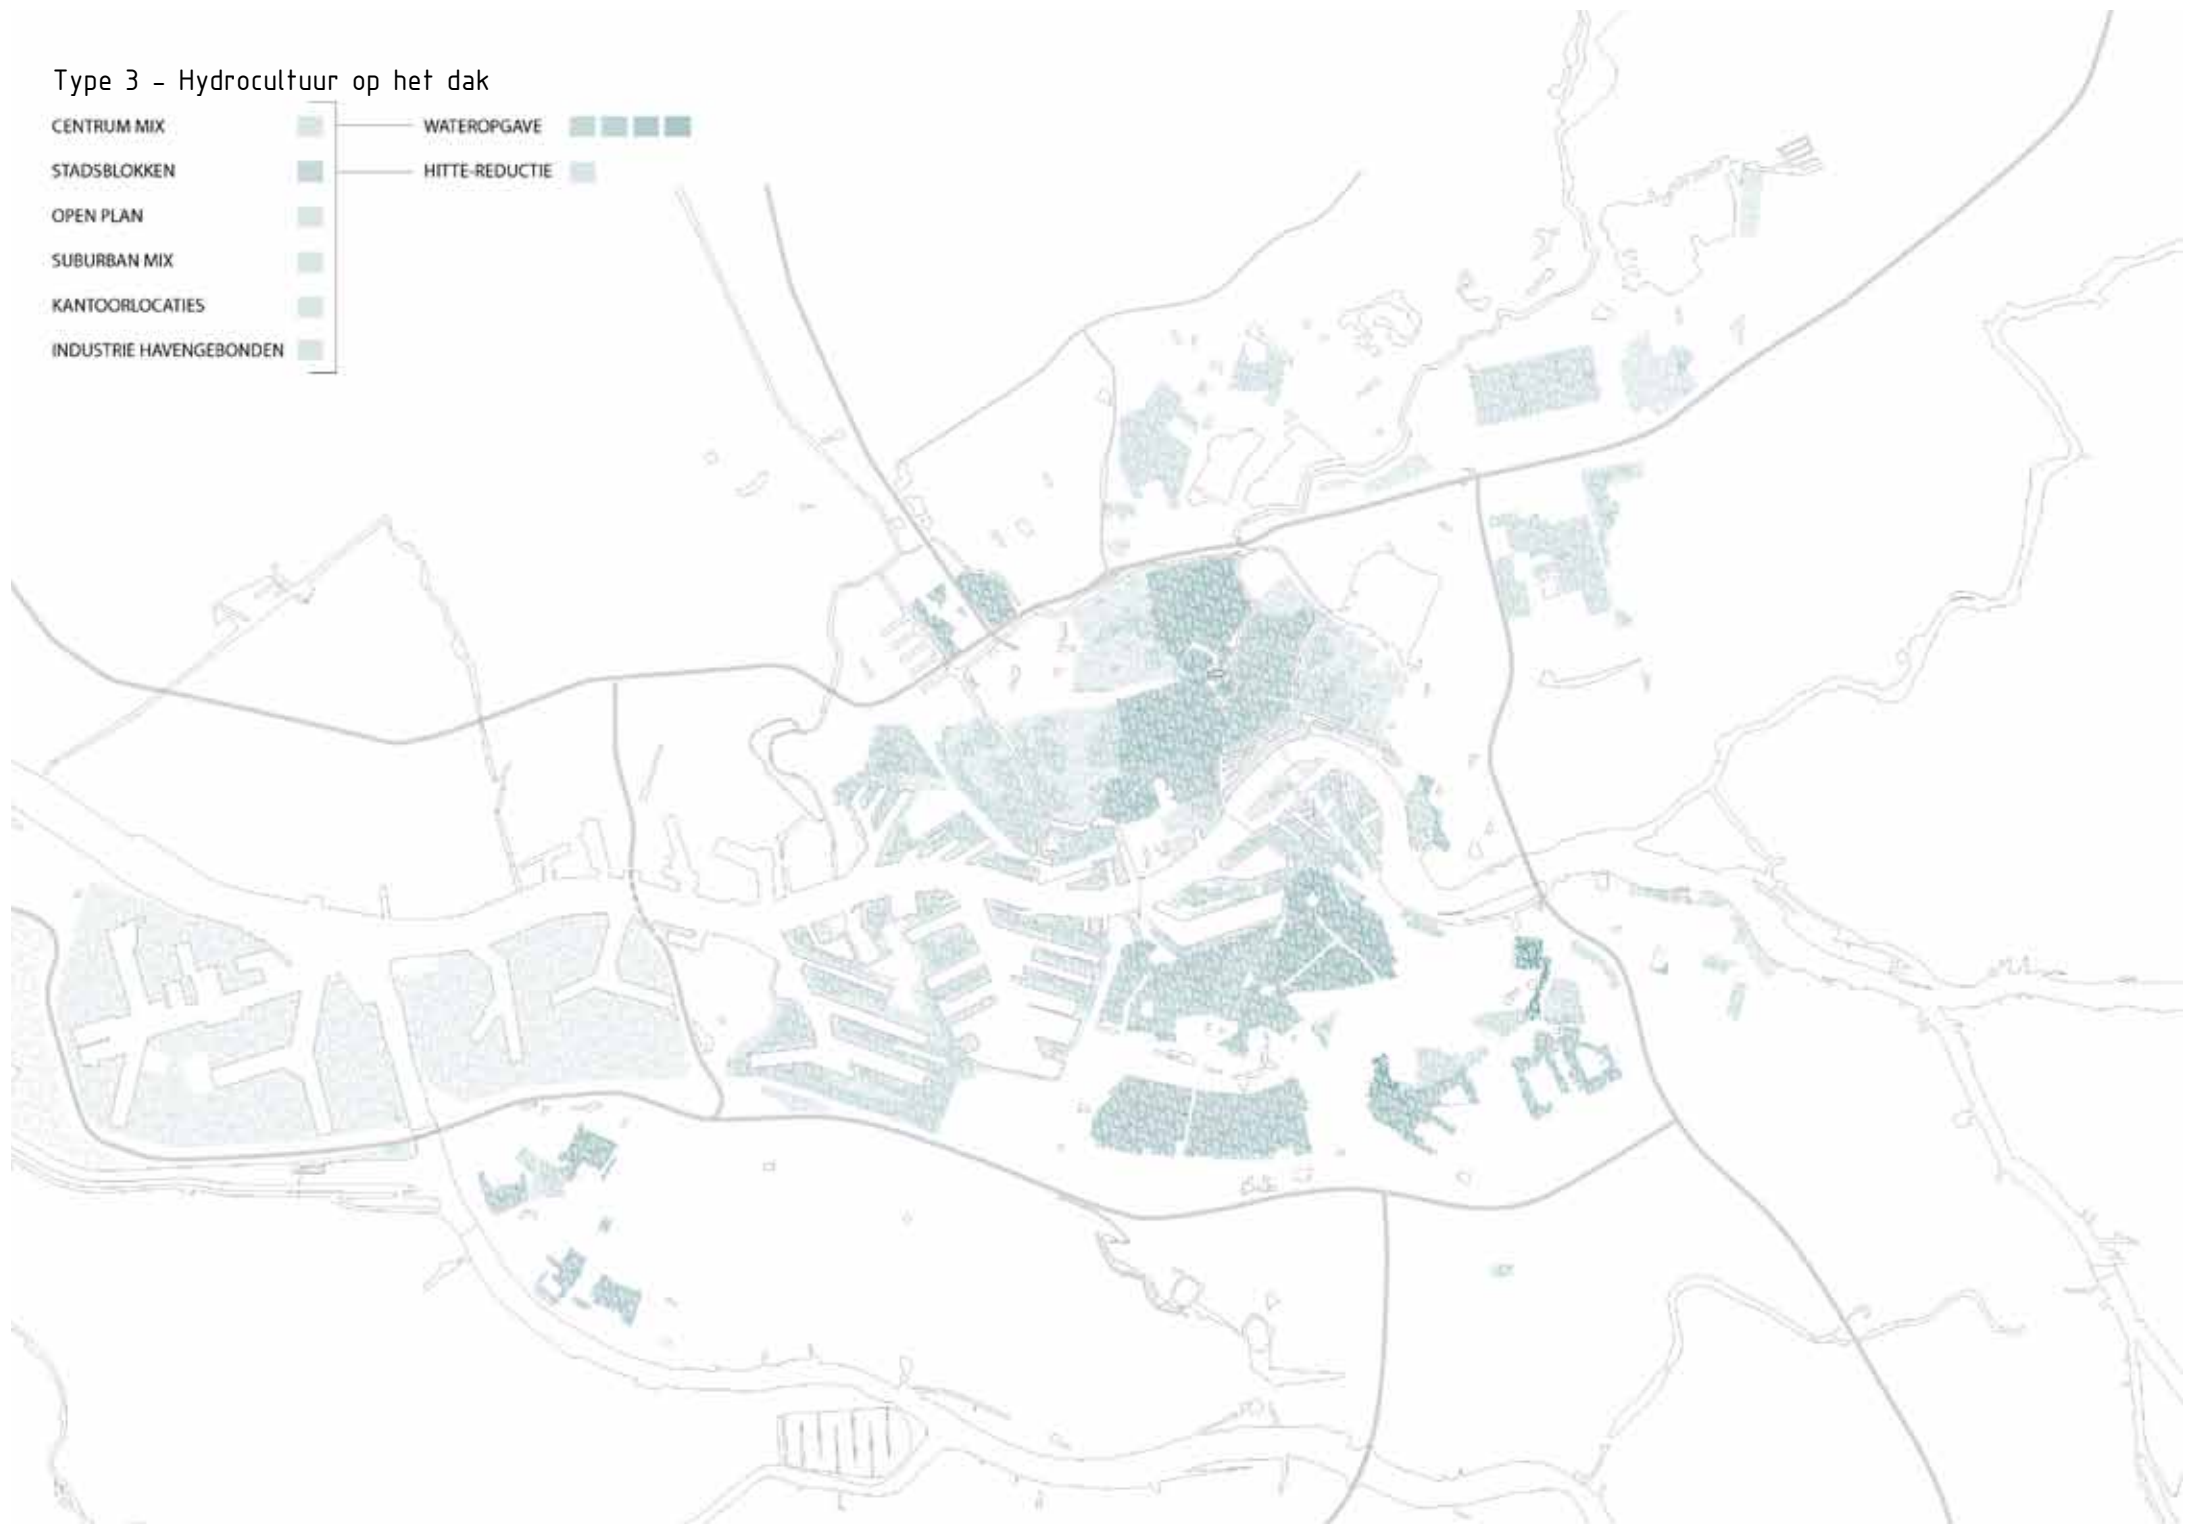 Type 3 - Hydrocultuur op het dak
CENTRUM MIX
WATEROPGAVE
STADSBLOKKEN
HITTE-REDUCTIE
OPEN PLAN
SUBURBAN MIX
KANTOORLOCATIES
INDUSTRIE HAVENGEBONDEN